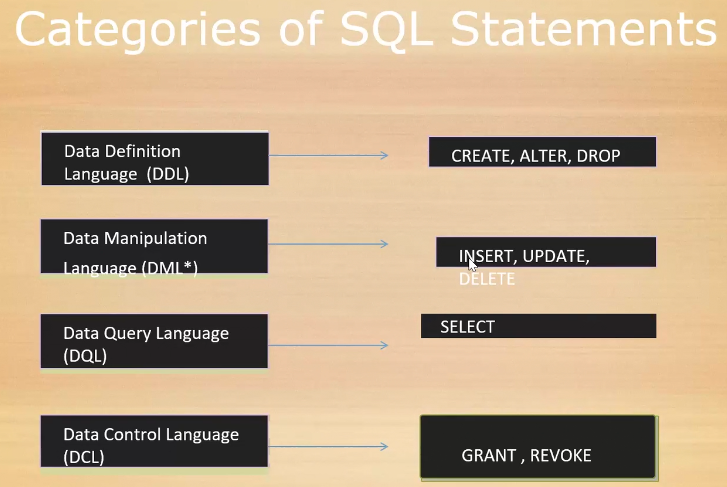 Categories of SQL Statements
Data Definition
Language (DDL)
CREATE, ALTER, DROP
Data Manipulation
Language (DML*)
INSERT, UPDATE,
DELETE
Data Query Language
(DQL)
SELECT
Data Control Language
(DCL)
GRANT , REVOKE